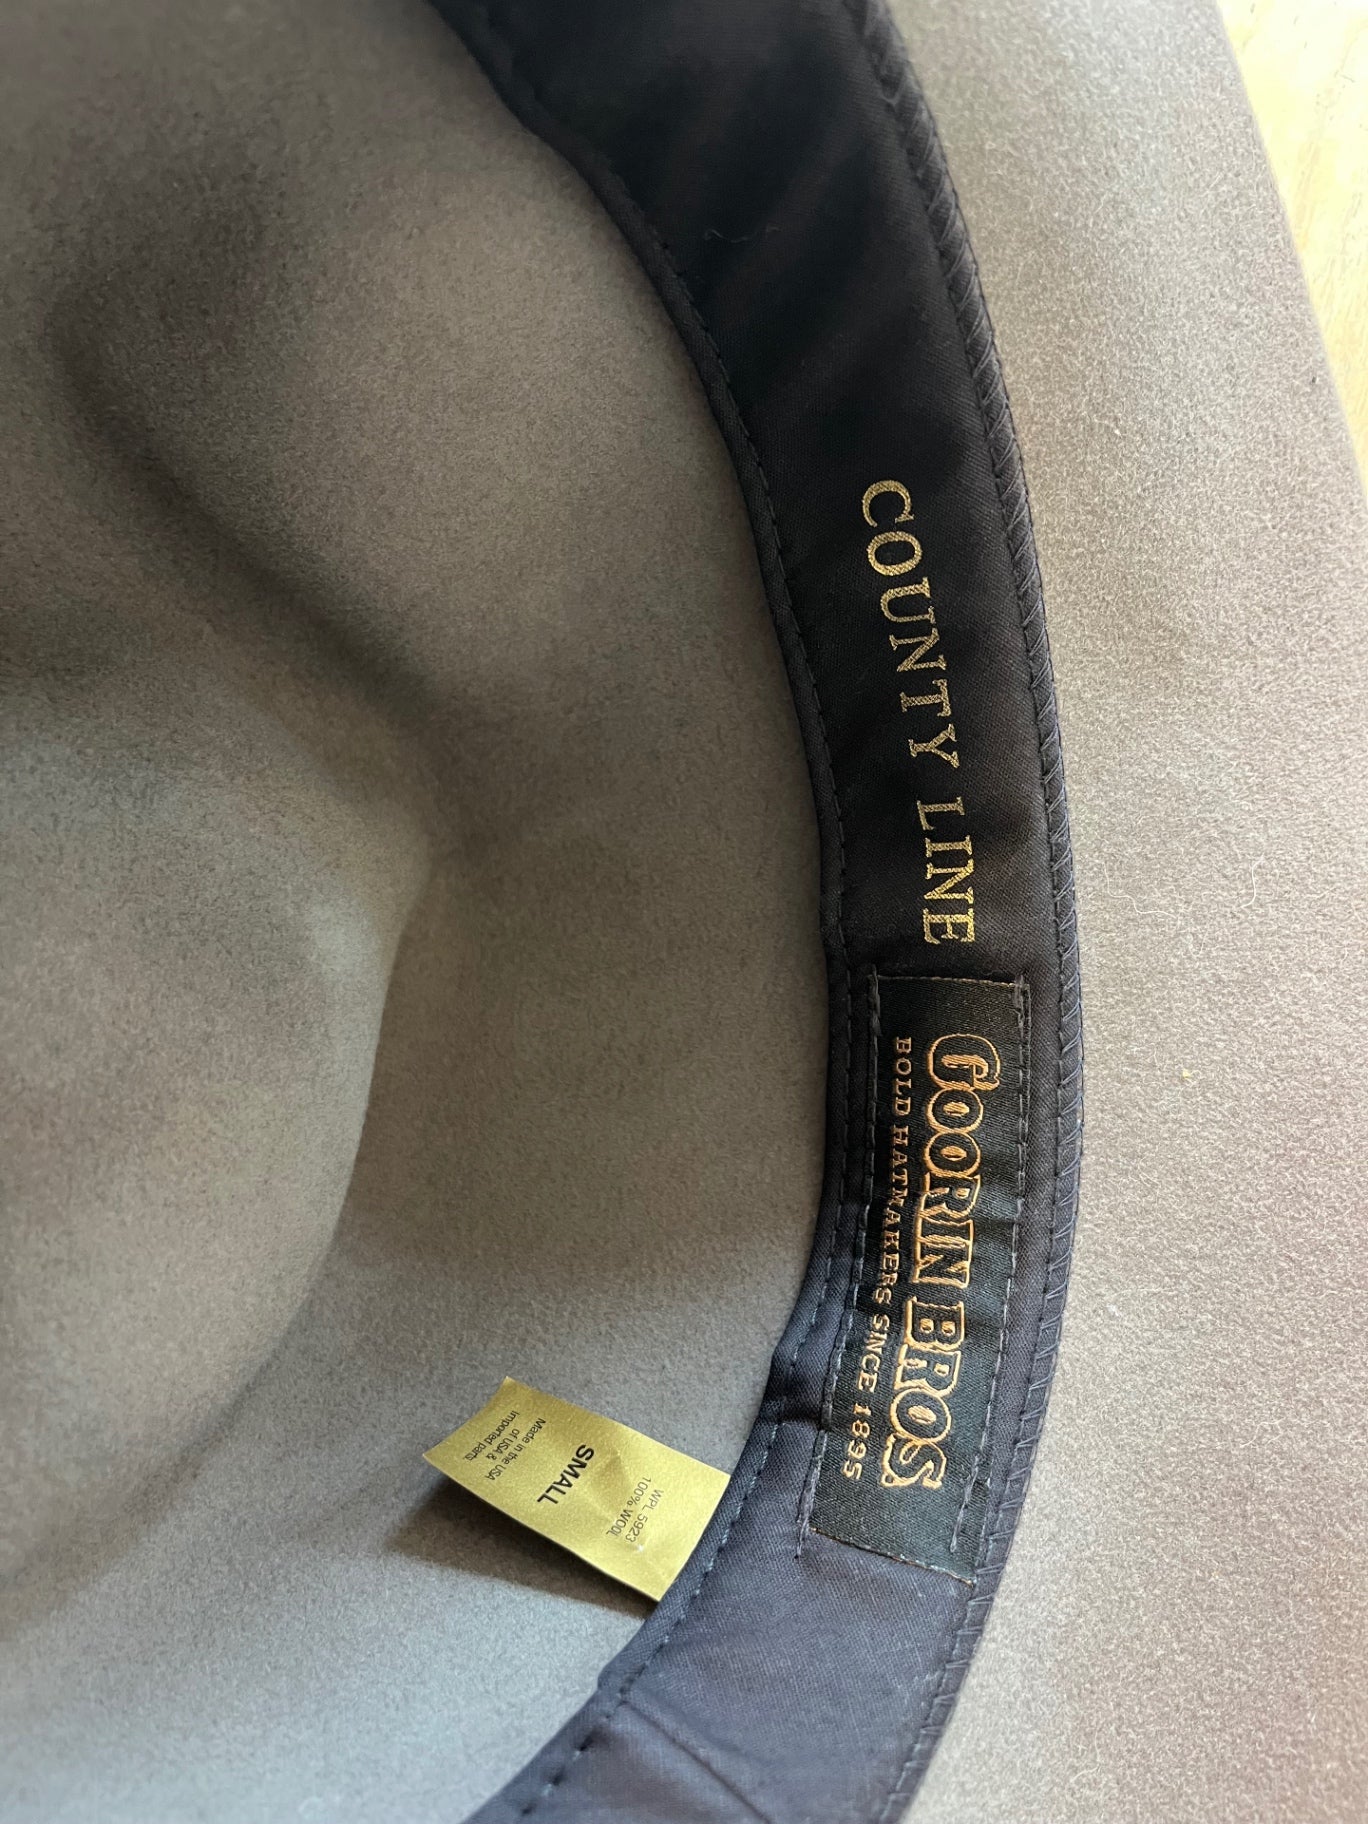 COUNTY LINE
GOORIN BROS
BOLD HATMAKERS SINCE 1895
WPL 5923
100% WOOL
SMALL
Made in the USA
of USA &
imported parts.